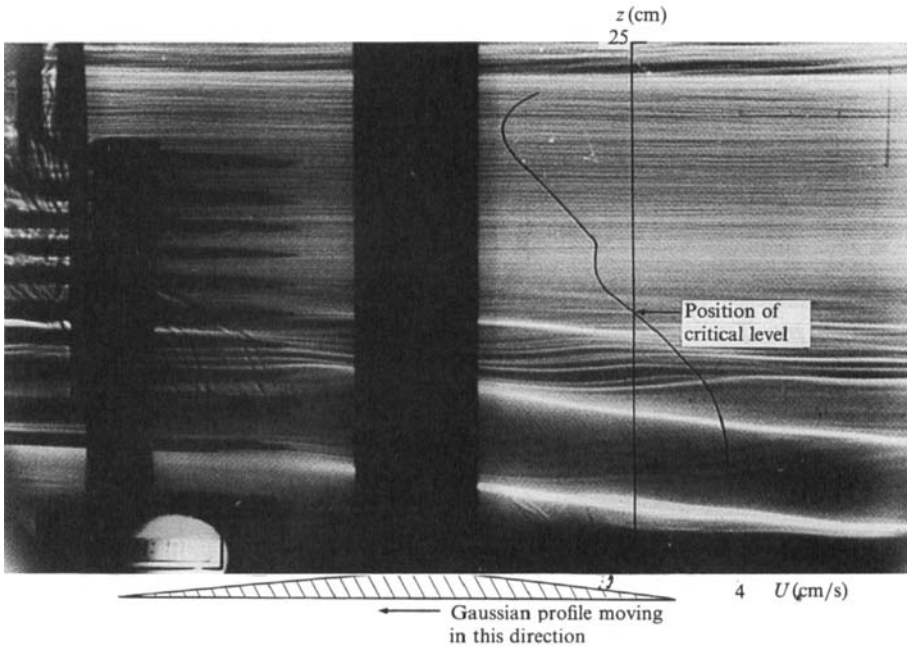 z (cm)
25
Position of
critical level
4 U (cm/s)
Gaussian profile moving
in this direction